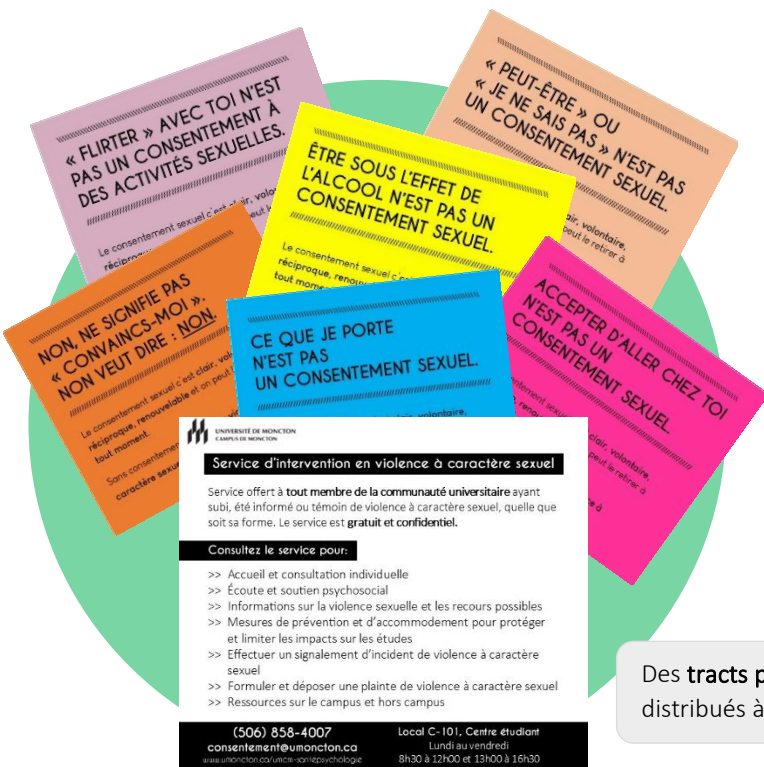 « FLIRTER » AVEC TOI N'EST
PAS UN CONSENTEMENT À
DES ACTIVITÉS SEXUELLES.
Le consentement sexuel c'est clair,
réciproque
« PEUT-ÊTRE » OU
« JE NE SAIS PAS » N'EST PAS
UN CONSENTEMENT SEXUEL.
volontaire,
peut le retirer à
ÊTRE SOUS L'EFFET DE
L'ALCOOL N'EST PAS UN
CONSENTEMENT SEXUEL.
Le consentement sexuel
réciproque,
tout
NON, NE SIGNIFIE PAS
« CONVAINCS-MOI ».
NON VEUT DIRE : NON.
Le consentement sexuel c'est clair,
réciproque, renouvelable et on peut
tout moment.
Sans consentement
caractère
CE QUE JE PORTE
N'EST PAS
UN CONSENTEMENT SEXUEL.
volontaire,
ACCEPTER D'ALLER CHEZ TOI
N'EST PAS UN
CONSENTEMENT SEXUEL.
sexuel
clair, volontaire,
peut le retirer à
UNIVERSITÉ DE MONCTON
CAMPUS DE MONCTON
Service d'intervention en violence à caractère sexuel
Service offert à tout membre de la communauté universitaire ayant
subi, été informé ou témoin de violence à caractère sexuel, quelle que
soit sa forme. Le service est gratuit et confidentiel.
Consultez le service pour:
>> Accueil et consultation individuelle
>> Écoute et soutien psychosocial
>> Informations sur la violence sexuelle et les recours possibles
>> Mesures de prévention et d'accommodement pour protéger
et limiter les impacts sur les études
>> Effectuer un signalement d'incident de violence à caractère
sexuel
>> Formuler et déposer une plainte de violence à caractère sexuel
>> Ressources sur le campus et hors campus
(506) 858-4007
consentement@umoncton.ca
www.umoncton.ca/umcm-santepsychologie
Local C-101, Centre étudiant
Lundi au vendredi
8h30 à 12h00 et 13h00 à 16h30
Des tracts
distribués à